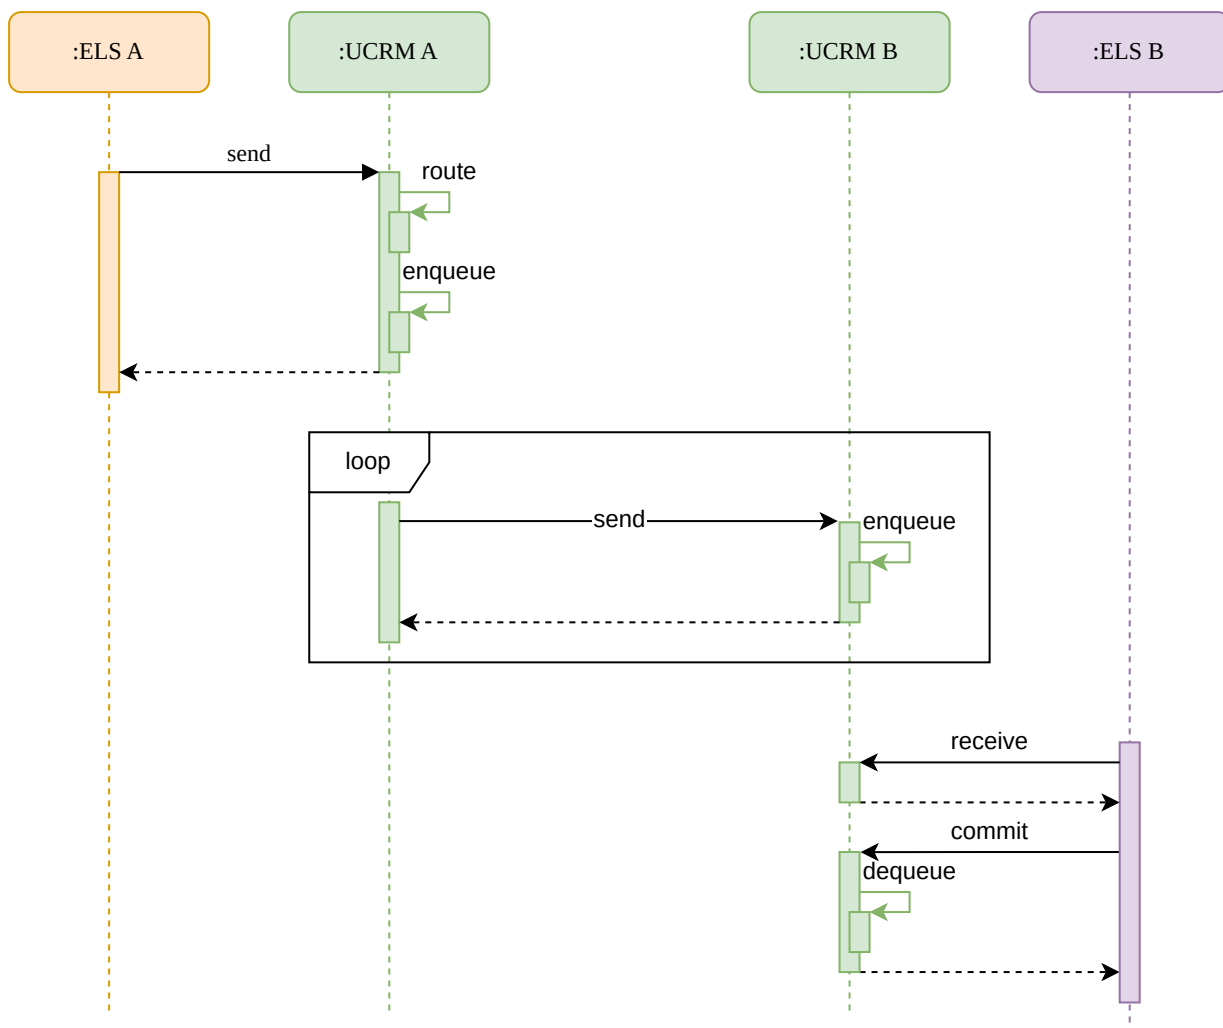 :ELS A
:UCRM A
:UCRM B
:ELS B
send
route
enqueue
loop
send
enqueue
receive
commit
dequeue